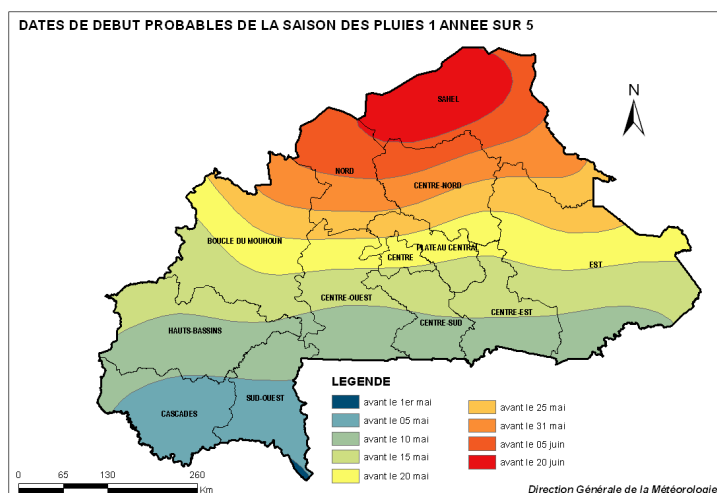 DATES DE DEBUT PROBABLES DE LA SAISON DES PLUIES 1 ANNEE SUR 5
N
SAHEL
NORD
CENTRE-NORD
BOUCLE DU MOUHOUN
PLATEAU CENTRAL
CENTRE
EST
CENTRE-OUEST
CENTRE-EST
CENTRE-SUD
HAUTS-BASSINS
CASCADES
SUD-OUEST
LEGENDE
avant le 1er mai
avant le 05 mai
avant le 10 mai
avant le 15 mai
avant le 20 mai
avant le 25 mai
avant le 31 mai
avant le 05 juin
avant le 20 juin
0 65 130 260
Km
Direction Générale de la Météorologie